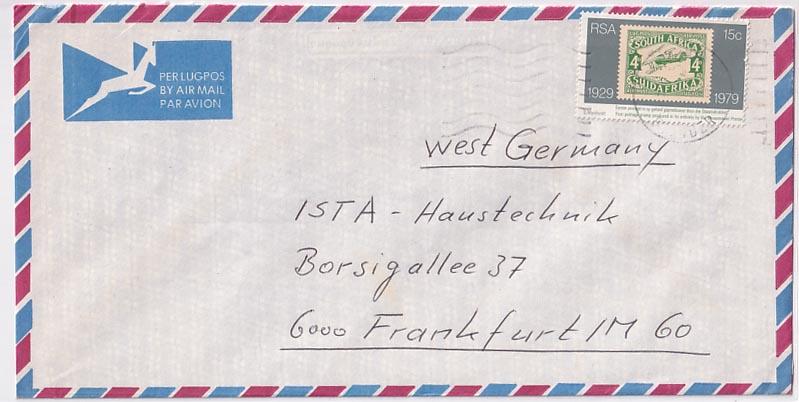 PER LUGPOS
BY AIR MAIL
PAR AVION
RSA 15c
SOUTH AFRICA
4 4
SUIDAFRIKA
1929 1979
West Germany
ISTA - Haustechnik
Borsigallee 37
6000 Frankfurt/M 60